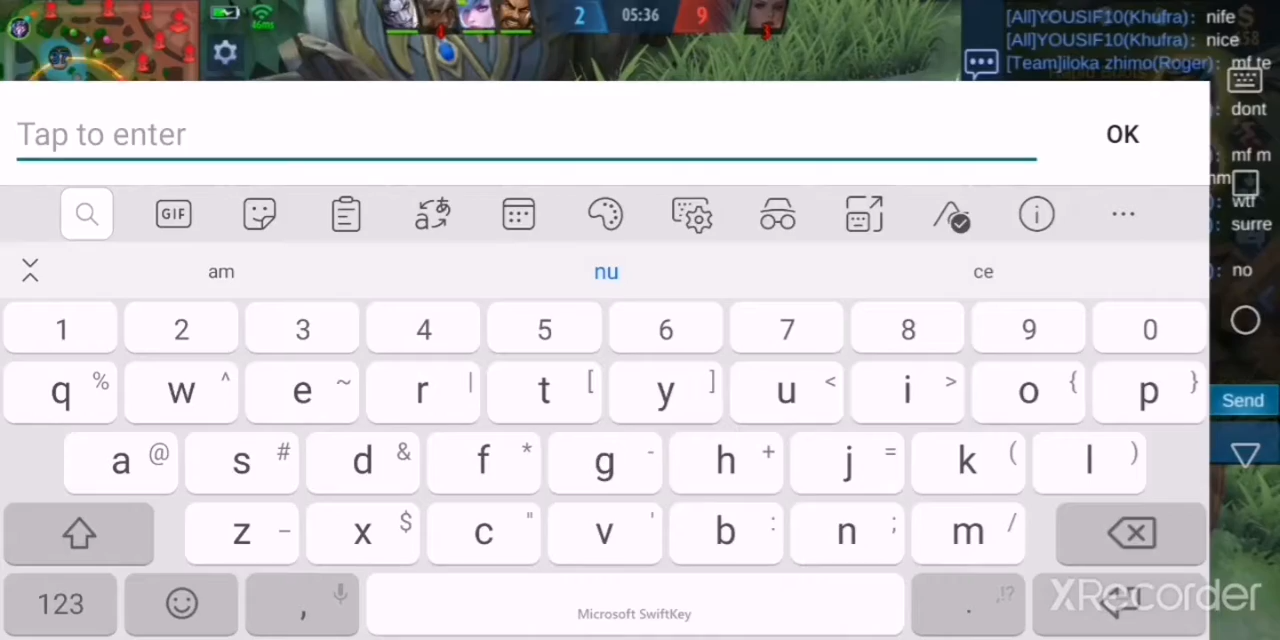 46ms
2 05:36 9
[All]YOUSIF10(Khufra): nife
[All]YOUSIF10(Khufra): nice
[Team]iloka zhimo(Roger): mf te
): dont
): mf m
): wtf
): surre
): no
Tap to enter
OK
GIF
am nu ce
1 2 3 4 5 6 7 8 9 0
q % w ^ e ~ r | t [ y ] u < i > o { p }
a @ s # d & f * g - h + j = k ( l )
Send
z _ x $ c " v ' b : n ; m /
123 , Microsoft SwiftKey . ,!?
XRecorder